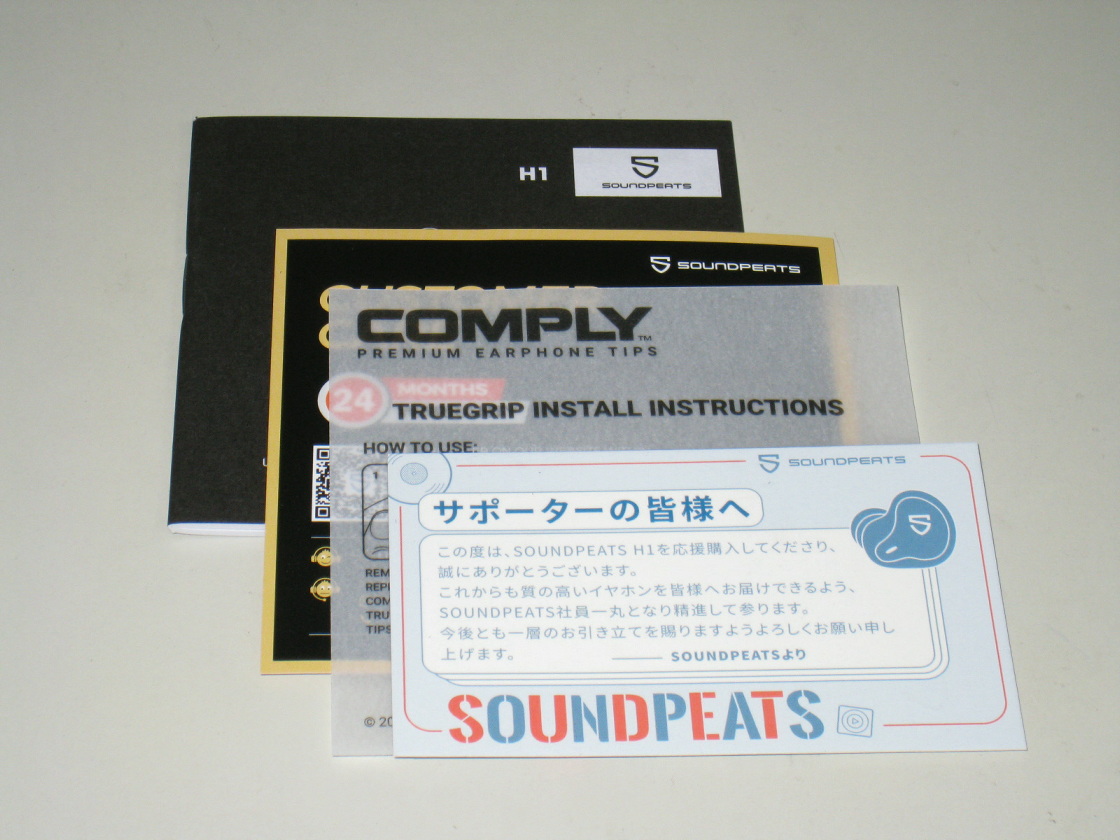 H1
SOUNDPEATS
SOUNDPEATS
CUSTOMER
COMPLY™
PREMIUM EARPHONE TIPS
24 MONTHS
TRUEGRIP INSTALL INSTRUCTIONS
HOW TO USE:
1
TIPS
SOUNDPEATS
サポーターの皆様へ
この度は、SOUNDPEATS H1を応援購入してくださり、
誠にありがとうございます。
これからも質の高いイヤホンを皆様へお届けできるよう、
SOUNDPEATS社員一丸となり精進して参ります。
今後とも一層のお引き立てを賜りますようよろしくお願い申し
上げます。
SOUNDPEATSより
SOUNDPEATS